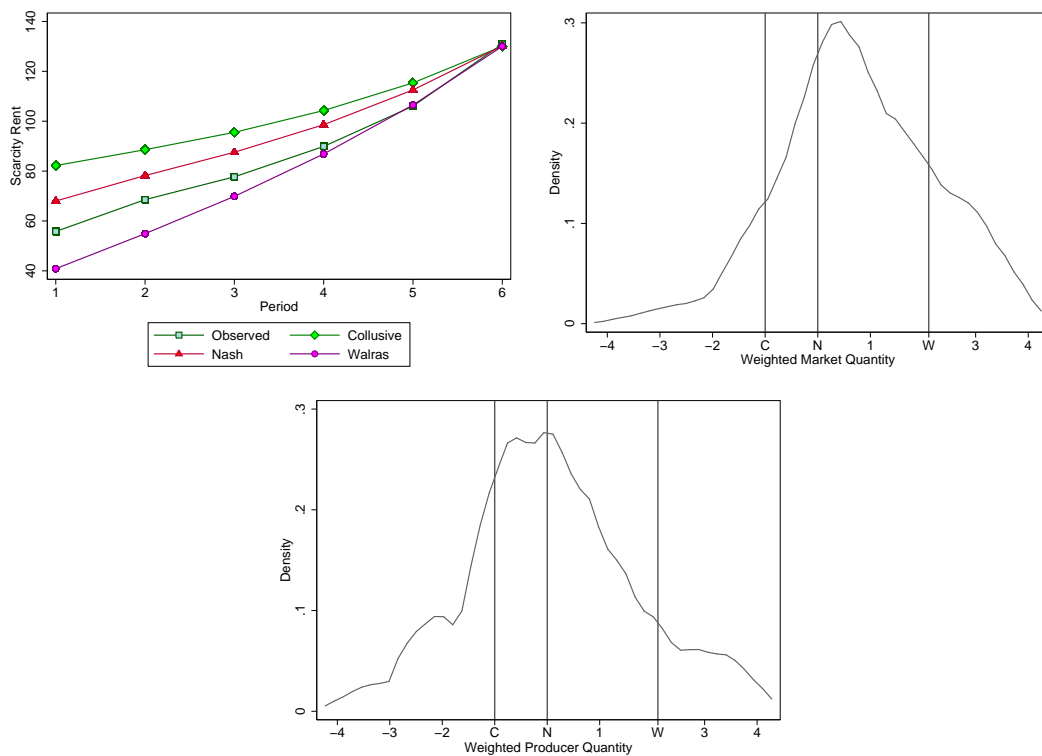 140
120
100
80
60
40
Scarcity Rent
1 2 3 4 5 6
Period
Observed Collusive
Nash Walras
.3
.2
.1
0
Density
−4 −3 −2 C N 1 W 3 4
Weighted Market Quantity
.3
.2
.1
0
Density
−4 −3 −2 C N 1 W 3 4
Weighted Producer Quantity